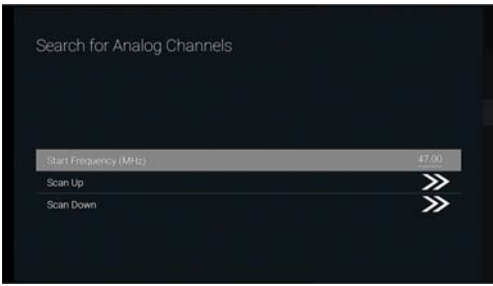 Search for Analog Channels
Start Frequency (MHz) 47.00
Scan Up
Scan Down